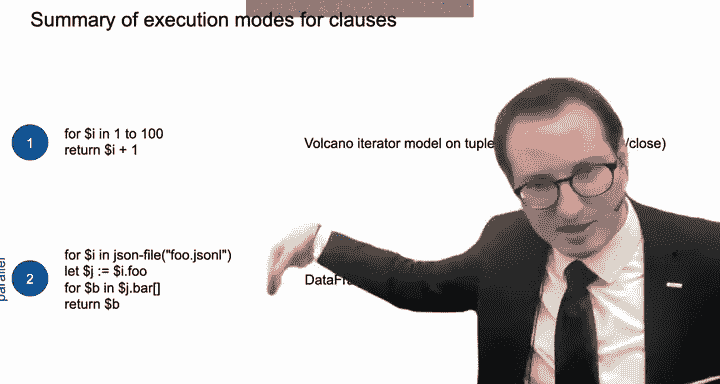 Summary of execution modes for clauses
1
for $i in 1 to 100
return $i + 1
Volcano iterator model on tuple /close)
parallel
2
for $i in json-file("foo.jsonl")
let $j := $i.foo
for $b in $j.bar[]
return $b